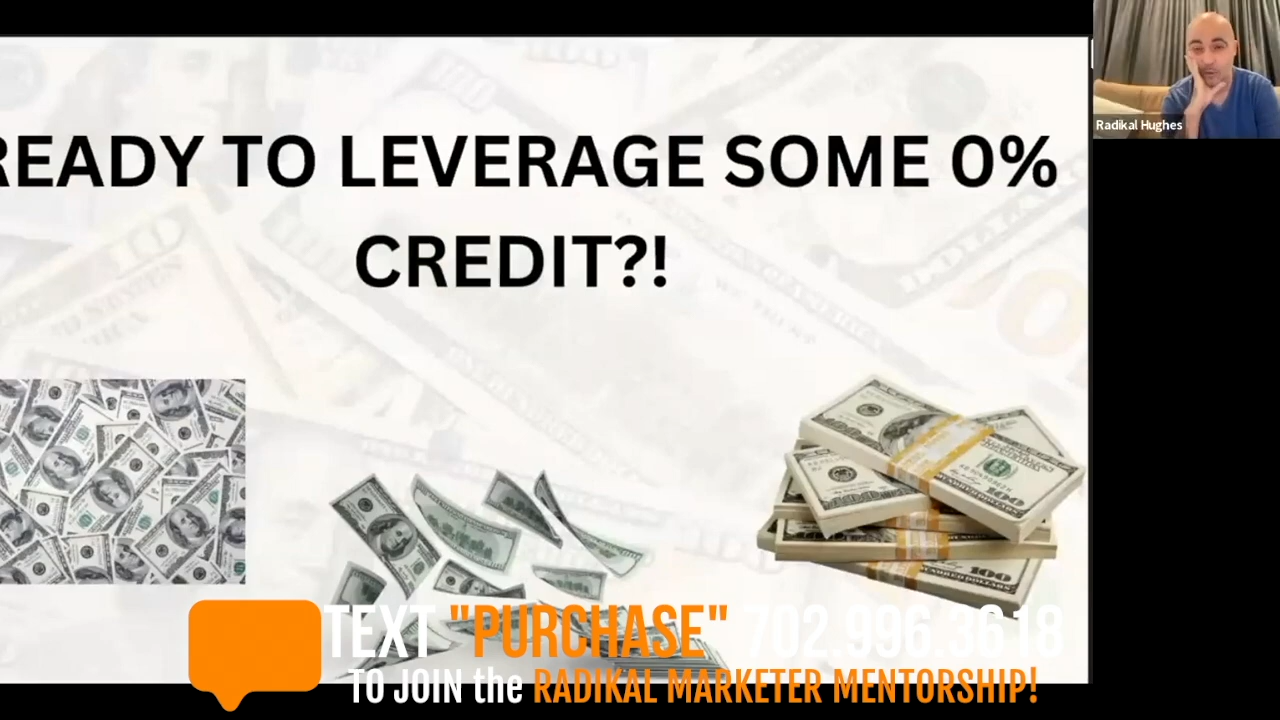 READY TO LEVERAGE SOME 0%
CREDIT?!
Radikal Hughes
TEXT "PURCHASE" 702.996.3618
TO JOIN the RADIKAL MARKETER MENTORSHIP!